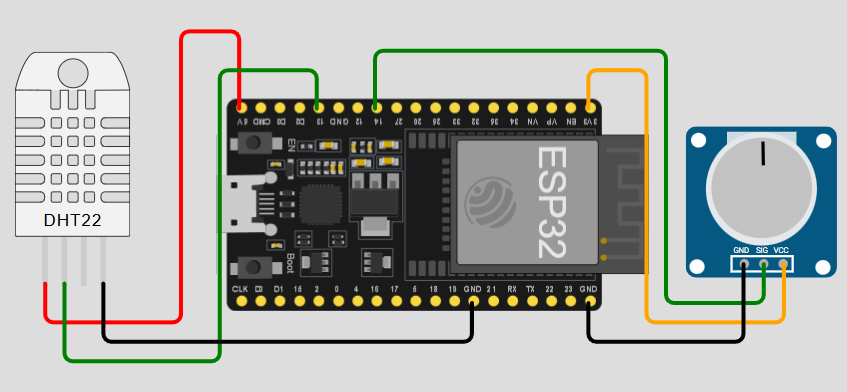 5V CMD D3 D2 13 GND 12 14 27 26 25 33 32 35 34 VN VP EN 3V3
EN
ESP32
DHT22
Boot
GND SIG VCC
CLK D0 D1 15 2 0 4 16 17 5 18 19 GND 21 RX TX 22 23 GND